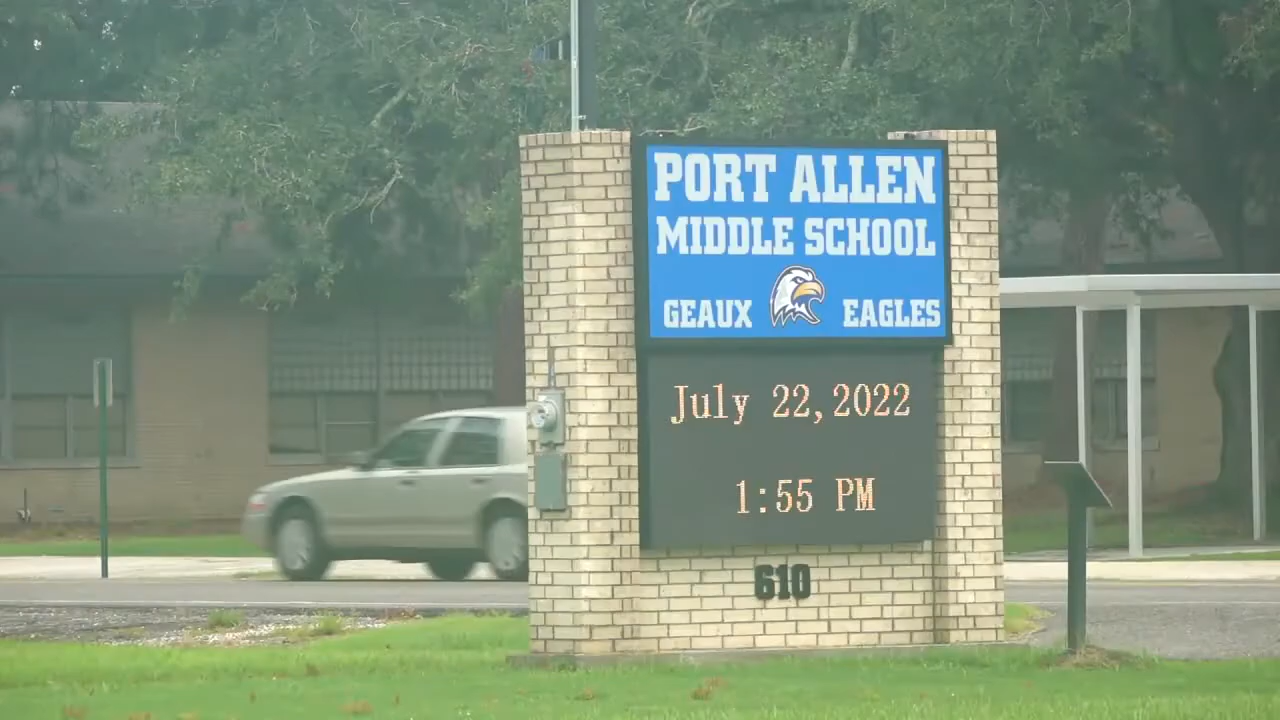 PORT ALLEN
MIDDLE SCHOOL
GEAUX EAGLES
July 22,2022
1:55 PM
610